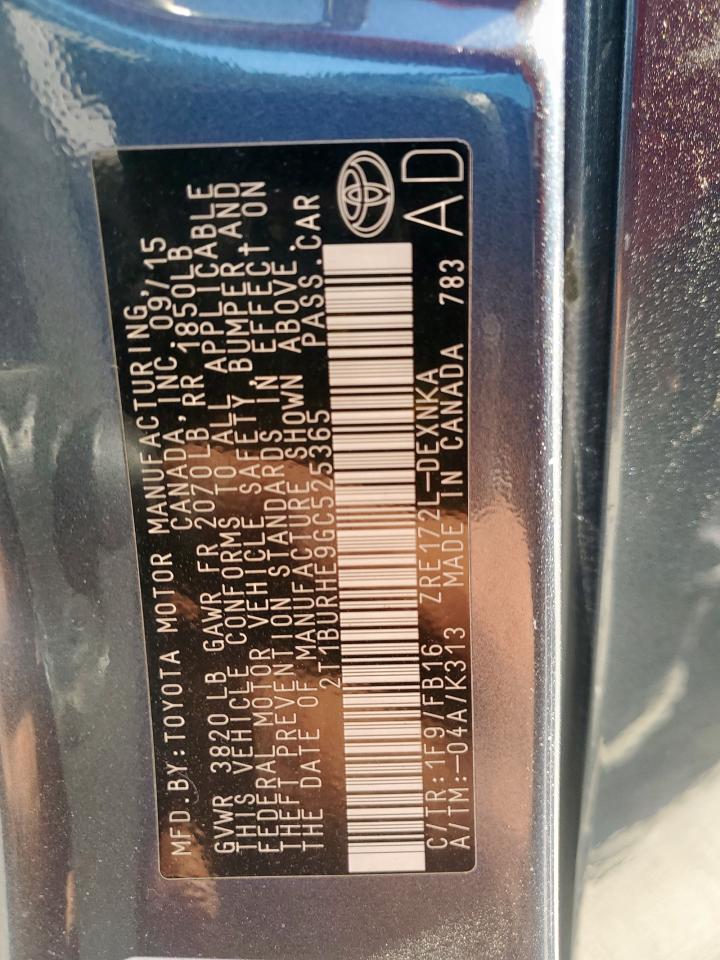 MFD.BY:TOYOTA MOTOR MANUFACTURING,
CANADA, INC. 09/15
GVWR 3820 LB GAWR FR 2070LB RR 1850LB
THIS VEHICLE CONFORMS TO ALL APPLICABLE
FEDERAL MOTOR VEHICLE SAFETY, BUMPER, AND
THEFT PREVENTION STANDARDS IN EFFECT ON
THE DATE OF MANUFACTURE SHOWN ABOVE.
2T1BURHE9GC525365 PASS.CAR
C/TR:1F9/FB16 ZRE172L-DEXNKA
A/TM:-04A/K313 MADE IN CANADA 783
AD